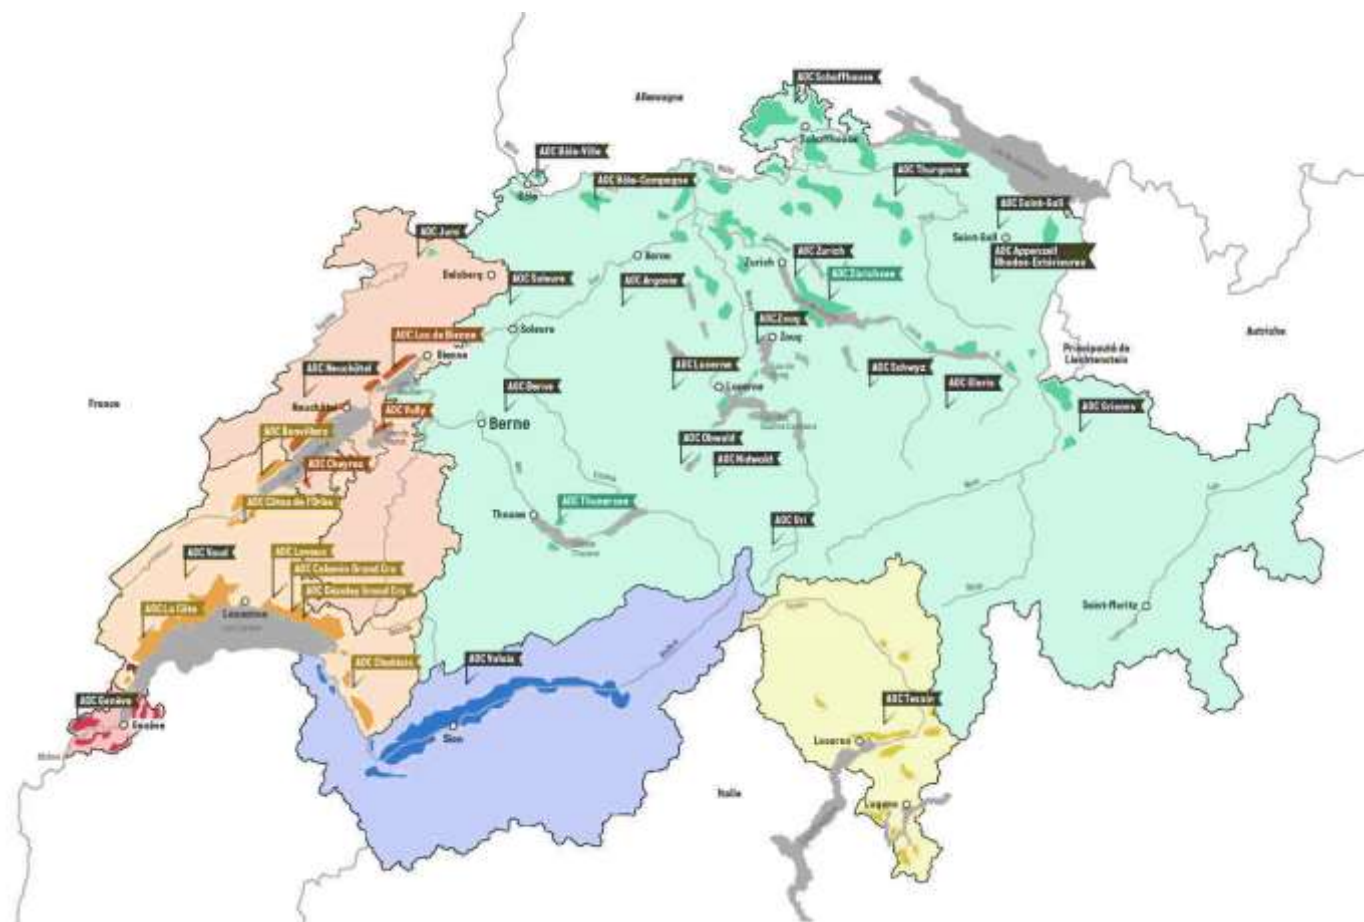 AOC Schaffhouse
Allemagne
Schaffhouse
AOC Bâle-Ville
AOC Thurgovie
AOC Bâle-Campagne
Bâle
AOC Saint-Gall
AOC Jura
Saint-Gall
AOC Appenzell
Rhodes-Extérieures
AOC Zurich
Zurich
Delsberg
AOC Soleure
AOC Argovie
AOC Zürichsee
AOC Zoug
Soleure
Autriche
AOC Lac de Bienne
Zoug
Principauté de
Liechtenstein
Bienne
AOC Neuchâtel
AOC Lucerne
AOC Schwyz
AOC Glaris
AOC Berne
Lucerne
France
Neuchâtel
AOC Vully
AOC Grisons
Berne
AOC Bonvillars
AOC Obwald
AOC Nidwald
AOC Cheyres
AOC Côtes de l'Orbe
AOC Thunersee
Thoune
AOC Uri
AOC Vaud
AOC Lavaux
AOC Calamin Grand Cru
AOC Dézaley Grand Cru
AOC La Côte
Lausanne
Saint-Moritz
AOC Chablais
AOC Valais
AOC Genève
AOC Tessin
Genève
Sion
Locarno
Rhône
Italie
Lugano